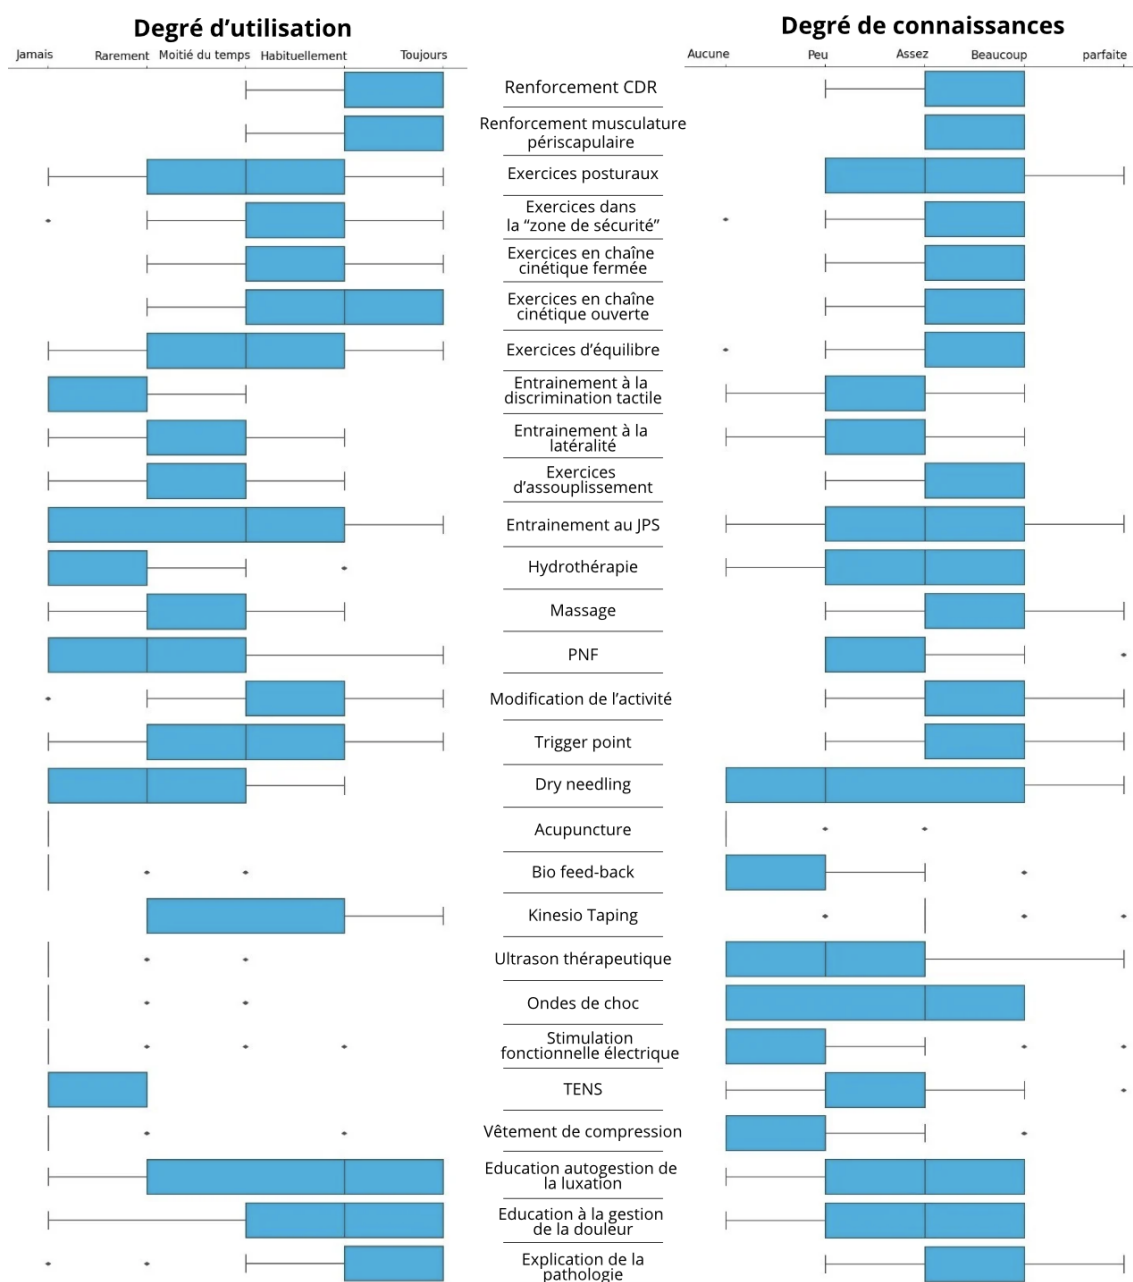 Degré d’utilisation
Degré de connaissances
Jamais Rarement Moitié du temps Habituellement Toujours
Aucune Peu Assez Beaucoup parfaite
Renforcement CDR
Renforcement musculature
périscapulaire
Exercices posturaux
Exercices dans
la “zone de sécurité”
Exercices en chaîne
cinétique fermée
Exercices en chaîne
cinétique ouverte
Exercices d’équilibre
Entrainement à la
discrimination tactile
Entrainement à la
latéralité
Exercices
d’assouplissement
Entrainement au JPS
Hydrothérapie
Massage
PNF
Modification de l’activité
Trigger point
Dry needling
Acupuncture
Bio feed-back
Kinesio Taping
Ultrason thérapeutique
Ondes de choc
Stimulation
fonctionnelle électrique
TENS
Vêtement de compression
Education autogestion de
la luxation
Education à la gestion
de la douleur
Explication de la
pathologie